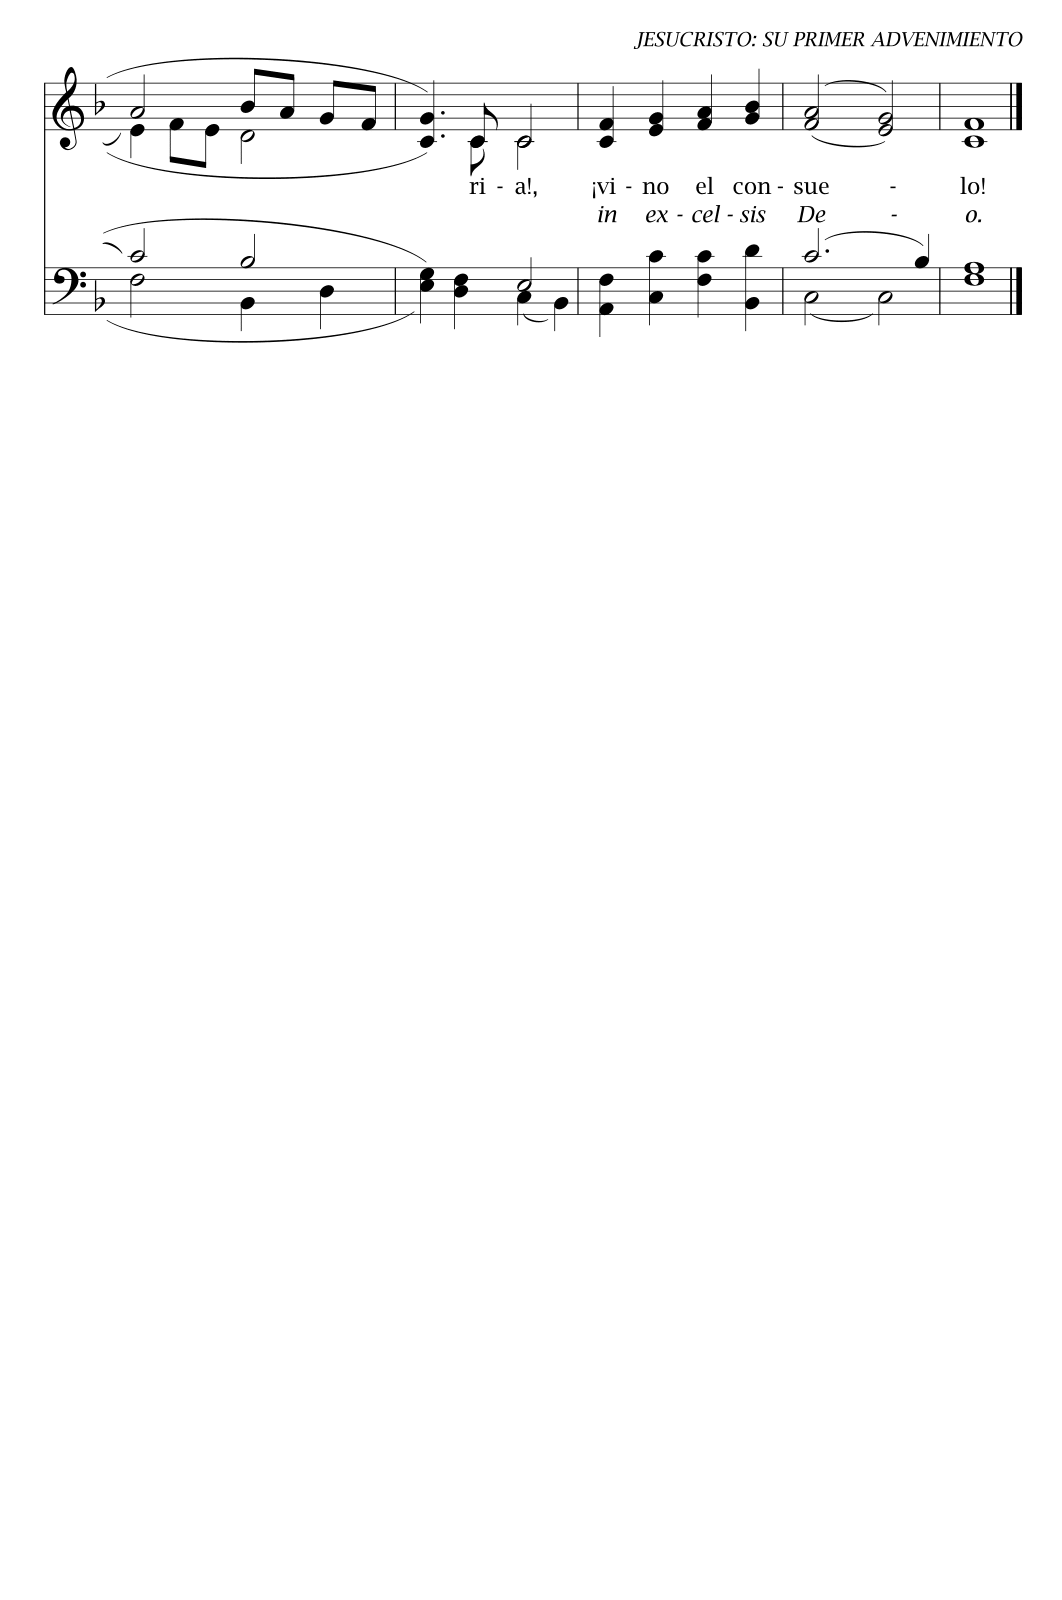 JESUCRISTO: SU PRIMER ADVENIMIENTO
ri - a!, ¡vi - no el con - sue - lo!
in ex - cel - sis De - o.